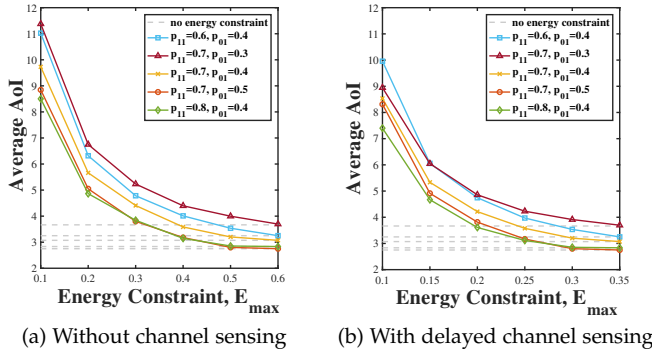 no energy constraint
p11=0.6, p01=0.4
p11=0.7, p01=0.3
p11=0.7, p01=0.4
p11=0.7, p01=0.5
p11=0.8, p01=0.4
Average AoI
12
11
10
9
8
7
6
5
4
3
2
0.1 0.2 0.3 0.4 0.5 0.6
Energy Constraint, Emax
(a) Without channel sensing
no energy constraint
p11=0.6, p01=0.4
p11=0.7, p01=0.3
p11=0.7, p01=0.4
p11=0.7, p01=0.5
p11=0.8, p01=0.4
Average AoI
12
11
10
9
8
7
6
5
4
3
2
0.1 0.15 0.2 0.25 0.3 0.35
Energy Constraint, Emax
(b) With delayed channel sensing